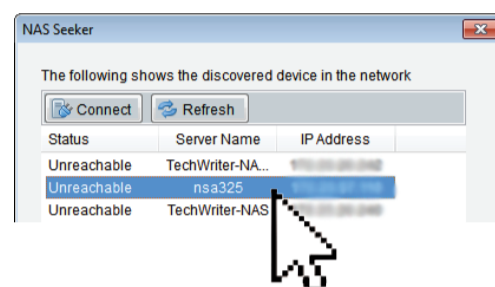 NAS Seeker
The following shows the discovered device in the network
Connect Refresh
Status Server Name IP Address
Unreachable TechWriter-NA...
Unreachable nsa325
Unreachable TechWriter-NAS